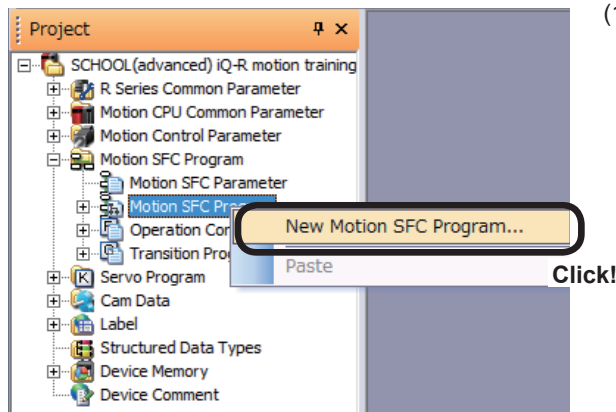 Project
(1
SCHOOL(advanced) iQ-R motion training
R Series Common Parameter
Motion CPU Common Parameter
Motion Control Parameter
Motion SFC Program
Motion SFC Parameter
Motion SFC Prog
New Motion SFC Program...
Operation Con
Transition Prog
Paste
Click!
Servo Program
Cam Data
Label
Structured Data Types
Device Memory
Device Comment